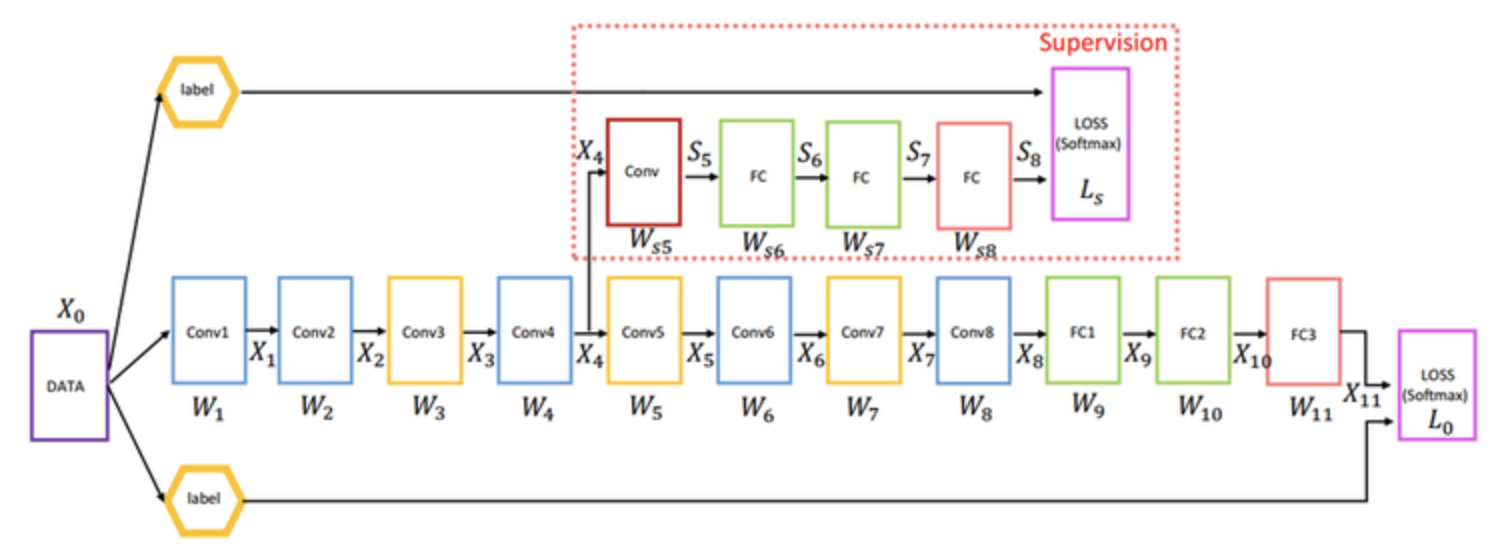 Supervision
label
LOSS
(Softmax)
L_s
X_4
Conv
S_5
FC
S_6
FC
S_7
FC
S_8
W_{s5}
W_{s6}
W_{s7}
W_{s8}
X_0
DATA
Conv1
X_1
Conv2
X_2
Conv3
X_3
Conv4
X_4
Conv5
X_5
Conv6
X_6
Conv7
X_7
Conv8
X_8
FC1
X_9
FC2
X_{10}
FC3
X_{11}
W_1
W_2
W_3
W_4
W_5
W_6
W_7
W_8
W_9
W_{10}
W_{11}
LOSS
(Softmax)
L_0
label